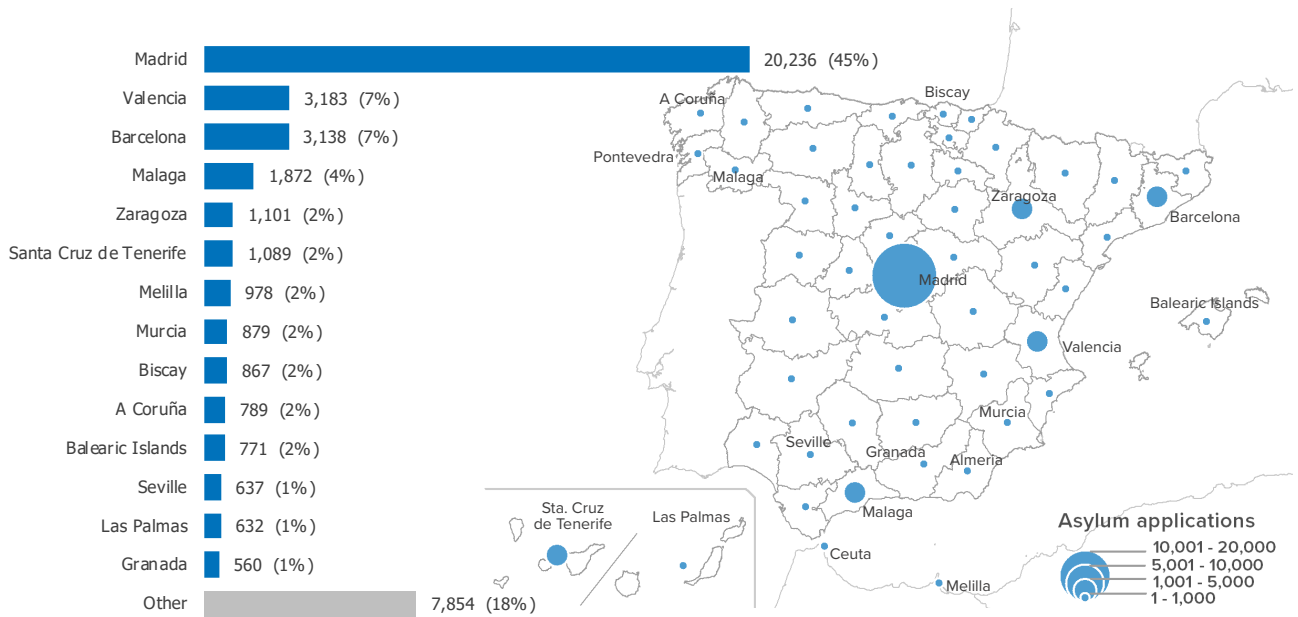 Madrid 20,236 (45%)
Valencia 3,183 (7%)
Barcelona 3,138 (7%)
Malaga 1,872 (4%)
Zaragoza 1,101 (2%)
Santa Cruz de Tenerife 1,089 (2%)
Melilla 978 (2%)
Murcia 879 (2%)
Biscay 867 (2%)
A Coruña 789 (2%)
Balearic Islands 771 (2%)
Seville 637 (1%)
Las Palmas 632 (1%)
Granada 560 (1%)
Other 7,854 (18%)
Biscay
A Coruña
Pontevedra
Malaga
Zaragoza
Barcelona
Madrid
Balearic Islands
Valencia
Murcia
Seville
Granada
Almeria
Malaga
Sta. Cruz
de Tenerife
Las Palmas
Ceuta
Melilla
Asylum applications
10,001 - 20,000
5,001 - 10,000
1,001 - 5,000
1 - 1,000